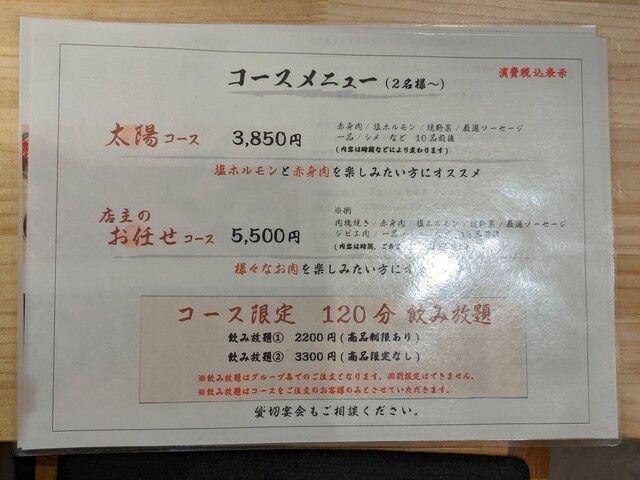 コースメニュー(2名様～)
消費税込表示
太陽コース 3,850円
赤身肉/塩ホルモン/焼野菜/厳選ソーセージ
一品/シメ など 10品前後
(内容は時期などにより変わります)
塩ホルモンと赤身肉を楽しみたい方にオススメ
店主の
お任せコース 5,500円
※例
肉塊焼き/赤身肉/塩ホルモン/焼野菜/厳選ソーセージ
ジビエ肉/一品
(内容は時期、ご予
様々なお肉を楽しみたい方にオ
コース限定 120分 飲み放題
飲み放題① 2200円(商品制限あり)
飲み放題② 3300円(商品限定なし)
※飲み放題はグループ毎でのご注文となります。個別設定はできません。
※飲み放題はコースをご注文のお客様のみとさせていただきます。
貸切宴会もご相談ください。